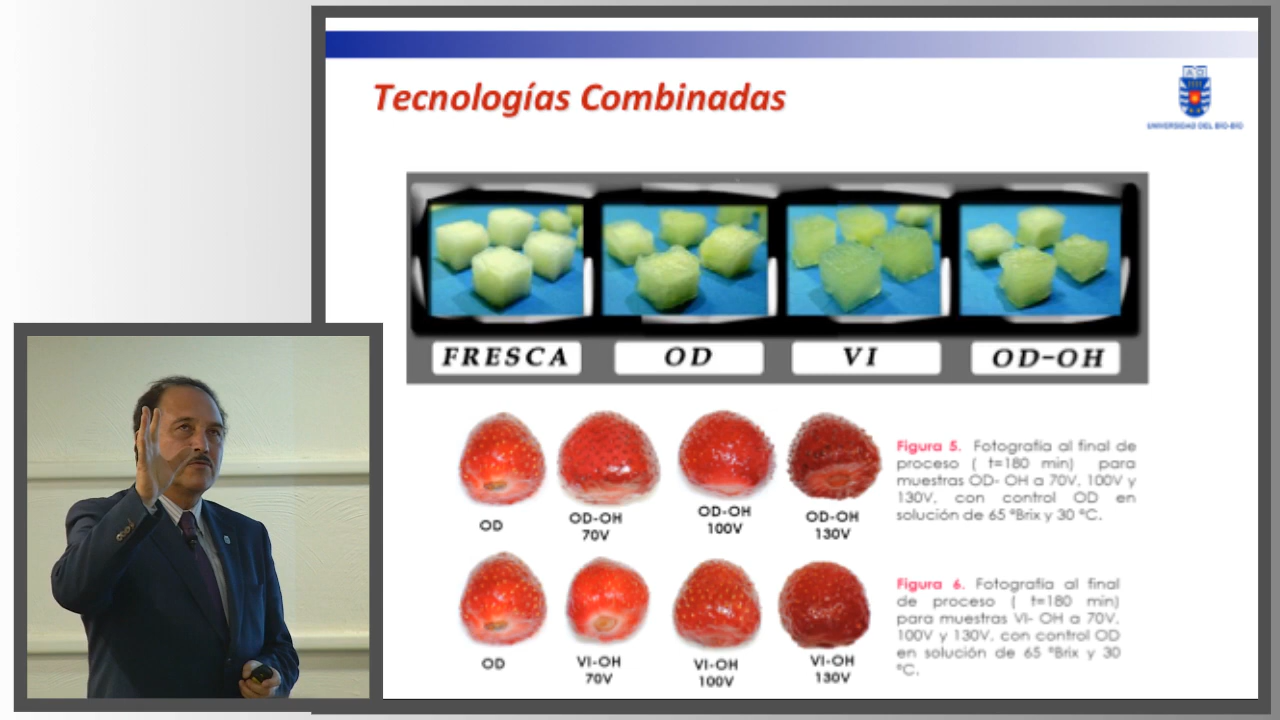 Tecnologías Combinadas
UNIVERSIDAD DEL BIO-BIO
FRESCA
OD
VI
OD-OH
OD
OD-OH
70V
OD-OH
100V
OD-OH
130V
Figura 5. Fotografía al final de
proceso ( t=180 min) para
muestras OD- OH a 70V, 100V y
130V, con control OD en
solución de 65 ºBrix y 30 ºC.
OD
VI-OH
70V
VI-OH
100V
VI-OH
130V
Figura 6. Fotografía al final
de proceso ( t=180 min)
para muestras VI- OH a 70V,
100V y 130V, con control OD
en solución de 65 ºBrix y 30
ºC.